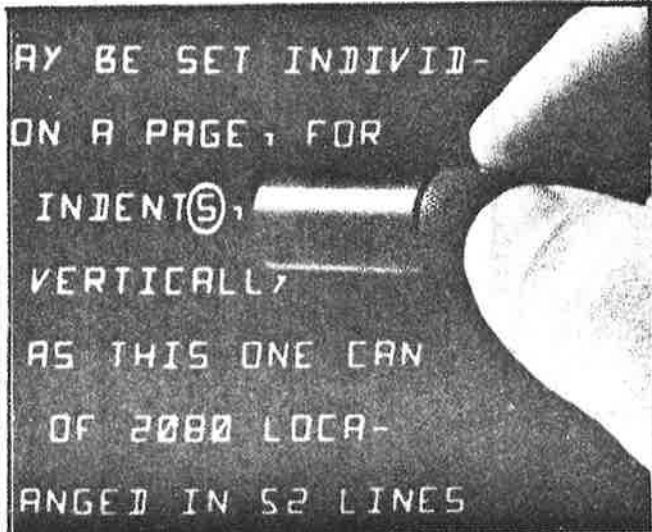 AY BE SET INDIVID-
ON A PAGE, FOR
INDENTS,
VERTICALLY
AS THIS ONE CAN
OF 2080 LOCA-
ANGED IN 52 LINES